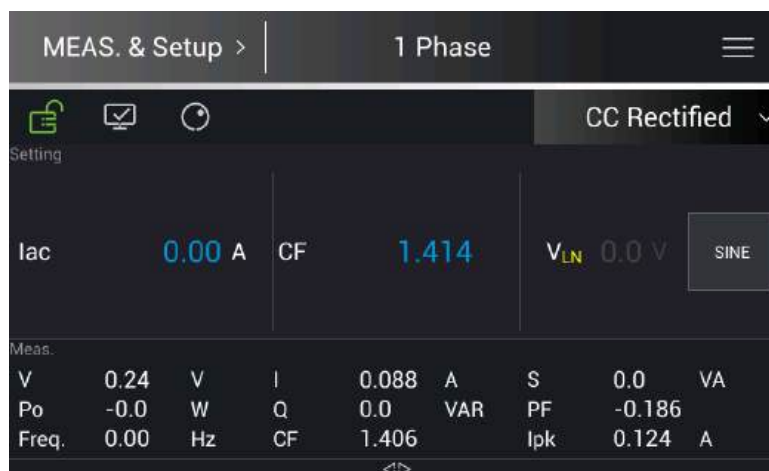 MEAS. & Setup > 1 Phase
CC Rectified
Setting
Iac 0.00 A CF 1.414 VLN 0.0 V SINE
Meas.
V 0.24 V I 0.088 A S 0.0 VA
Po -0.0 W Q 0.0 VAR PF -0.186
Freq. 0.00 Hz CF 1.406 Ipk 0.124 A